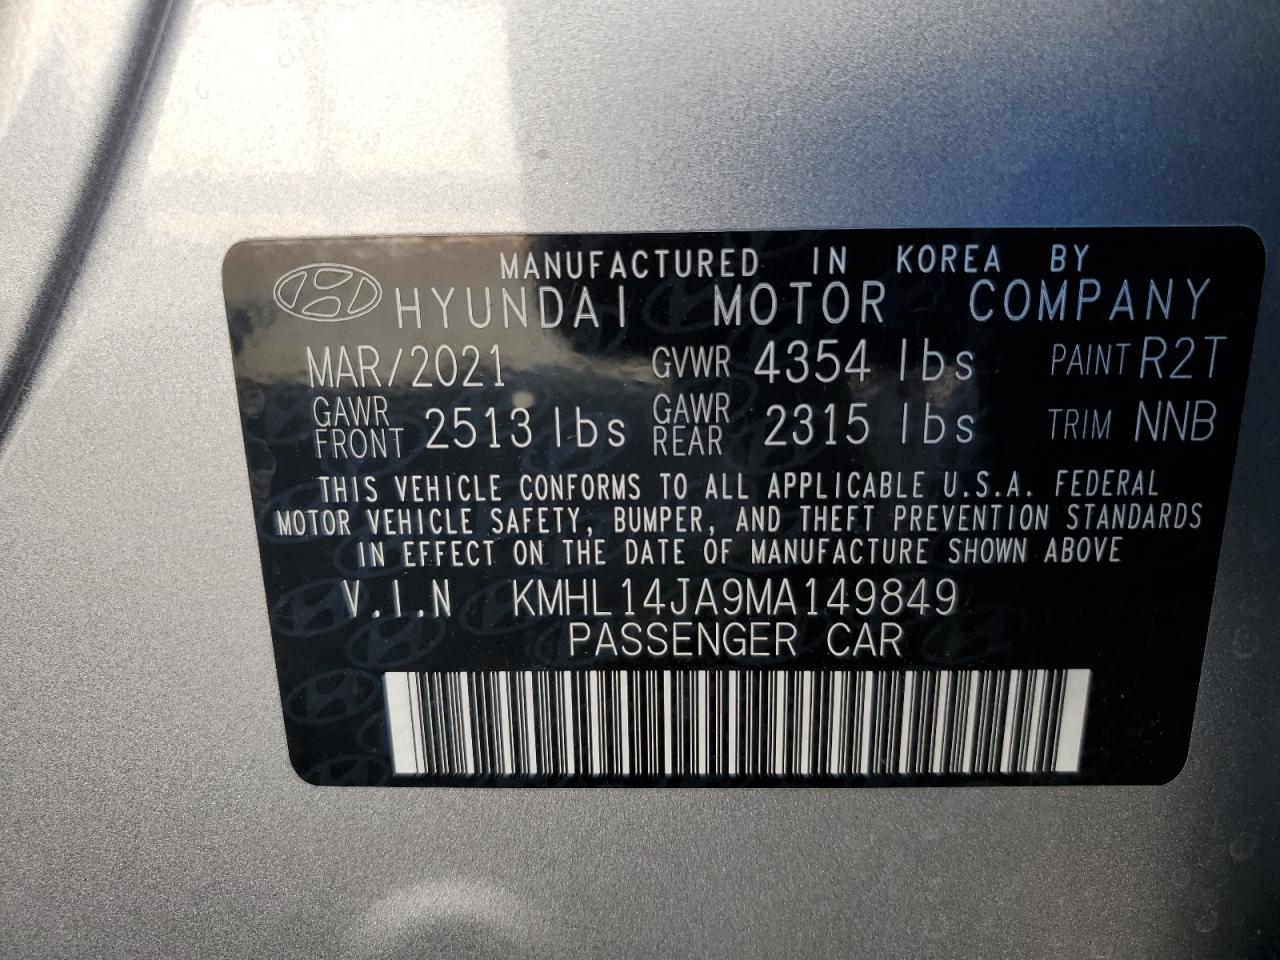 MANUFACTURED IN KOREA BY
HYUNDAI MOTOR COMPANY
MAR/2021 GVWR 4354 lbs PAINT R2T
GAWR FRONT 2513 lbs GAWR REAR 2315 lbs TRIM NNB
THIS VEHICLE CONFORMS TO ALL APPLICABLE U.S.A. FEDERAL
MOTOR VEHICLE SAFETY, BUMPER, AND THEFT PREVENTION STANDARDS
IN EFFECT ON THE DATE OF MANUFACTURE SHOWN ABOVE
V.I.N KMHL14JA9MA149849
PASSENGER CAR